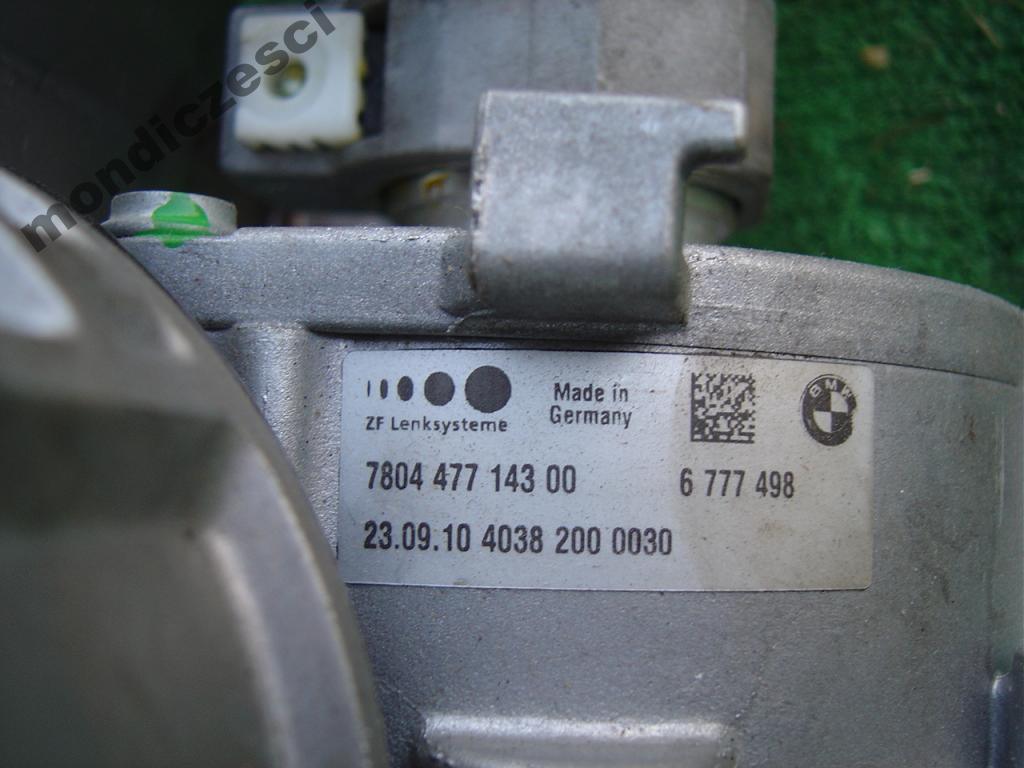 mondiczesci
ZF Lenksysteme
Made in
Germany
BMW
7804 477 143 00
6 777 498
23.09.10 4038 200 0030